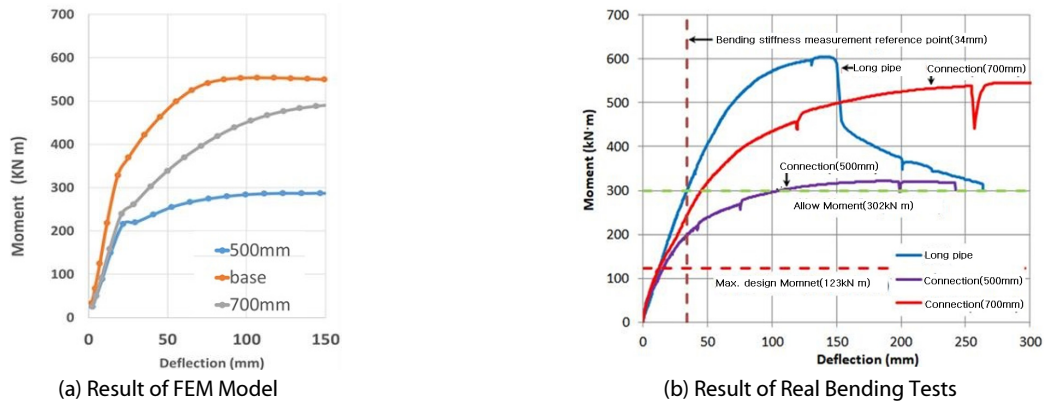 700
600
500
400
300
200
100
0
Moment (KN m)
500mm
base
700mm
0
50
100
150
Deflection (mm)
(a) Result of FEM Model
700
600
500
400
300
200
100
0
Moment (kN·m)
Bending stiffness measurement reference point(34mm)
Long pipe
Connection(700mm)
Connection(500mm)
Allow Moment(302kN m)
Max. design Momnet(123kN m)
Long pipe
Connection(500mm)
Connection(700mm)
0
50
100
150
200
250
300
Deflection (mm)
(b) Result of Real Bending Tests